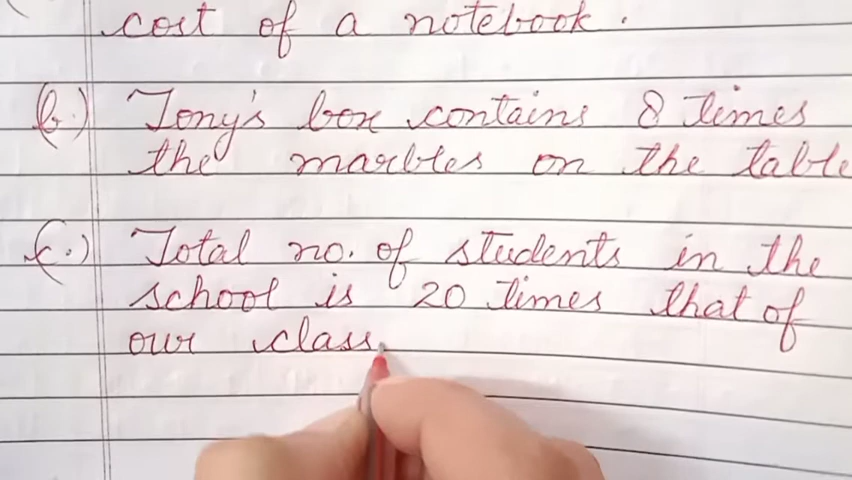 cost of a notebook.
(b.) Tony's box contains 8 times
the marbles on the table
(c.) Total no. of students in the
school is 20 times that of
our class.